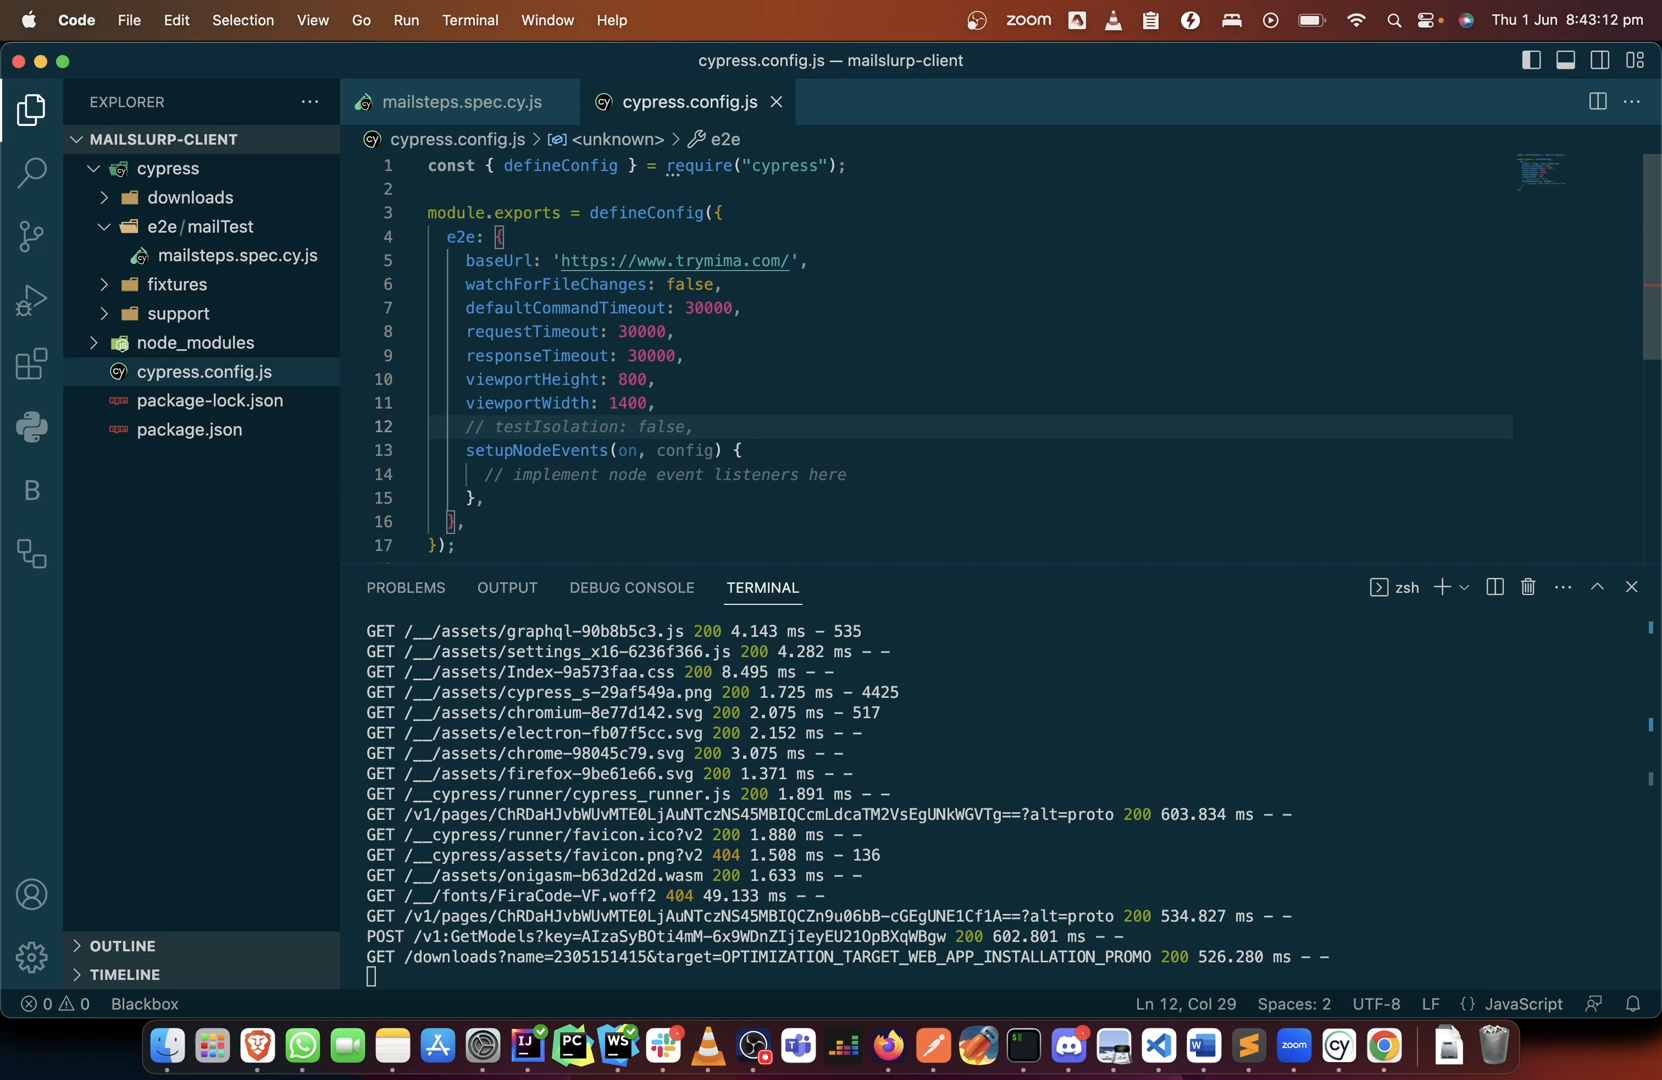 Code File Edit Selection View Go Run Terminal Window Help zoom Thu 1 Jun 8:43:12 pm
cypress.config.js — mailslurp-client
EXPLORER
MAILSLURP-CLIENT
cypress
downloads
e2e/mailTest
mailsteps.spec.cy.js
fixtures
support
node_modules
cypress.config.js
package-lock.json
package.json
OUTLINE
TIMELINE
mailsteps.spec.cy.js cypress.config.js
cypress.config.js > <unknown> > e2e
1 const { defineConfig } = require("cypress");
2
3 module.exports = defineConfig({
4 e2e: {
5 baseUrl: 'https://www.trymima.com/',
6 watchForFileChanges: false,
7 defaultCommandTimeout: 30000,
8 requestTimeout: 30000,
9 responseTimeout: 30000,
10 viewportHeight: 800,
11 viewportWidth: 1400,
12 // testIsolation: false,
13 setupNodeEvents(on, config) {
14 // implement node event listeners here
15 },
16 },
17 });
PROBLEMS OUTPUT DEBUG CONSOLE TERMINAL zsh
GET /__/assets/graphql-90b8b5c3.js 200 4.143 ms - 535
GET /__/assets/settings_x16-6236f366.js 200 4.282 ms - -
GET /__/assets/Index-9a573faa.css 200 8.495 ms - -
GET /__/assets/cypress_s-29af549a.png 200 1.725 ms - 4425
GET /__/assets/chromium-8e77d142.svg 200 2.075 ms - 517
GET /__/assets/electron-fb07f5cc.svg 200 2.152 ms - -
GET /__/assets/chrome-98045c79.svg 200 3.075 ms - -
GET /__/assets/firefox-9be61e66.svg 200 1.371 ms - -
GET /__cypress/runner/cypress_runner.js 200 1.891 ms - -
GET /v1/pages/ChRDaHJvbWUvMTE0LjAuNTczNS45MBIQCcmLdcaTM2VsEgUNkWGVTg==?alt=proto 200 603.834 ms - -
GET /__cypress/runner/favicon.ico?v2 200 1.880 ms - -
GET /__cypress/assets/favicon.png?v2 404 1.508 ms - 136
GET /__/assets/onigasm-b63d2d2d.wasm 200 1.633 ms - -
GET /__/fonts/FiraCode-VF.woff2 404 49.133 ms - -
GET /v1/pages/ChRDaHJvbWUvMTE0LjAuNTczNS45MBIQCZn9u06bB-cGEgUNE1Cf1A==?alt=proto 200 534.827 ms - -
POST /v1:GetModels?key=AIzaSyBOti4mM-6x9WDnZIjIeyEU21OpBXqWBgw 200 602.801 ms - -
GET /downloads?name=2305151415&target=OPTIMIZATION_TARGET_WEB_APP_INSTALLATION_PROMO 200 526.280 ms - -
0 0 Blackbox Ln 12, Col 29 Spaces: 2 UTF-8 LF {} JavaScript
IJ PC WS zoom cy